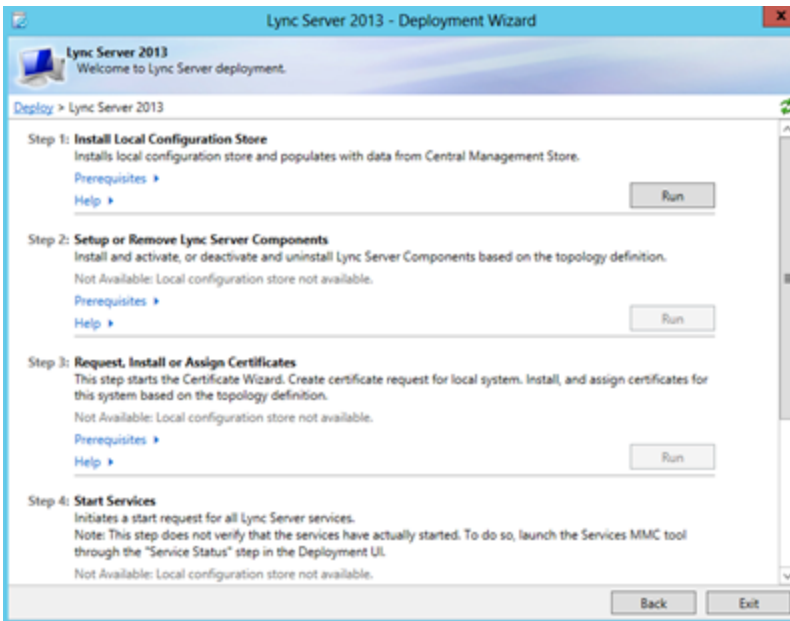 Lync Server 2013 - Deployment Wizard
Lync Server 2013
Welcome to Lync Server deployment.
Deploy > Lync Server 2013
Step 1: Install Local Configuration Store
Installs local configuration store and populates with data from Central Management Store.
Prerequisites
Help
Run
Step 2: Setup or Remove Lync Server Components
Install and activate, or deactivate and uninstall Lync Server Components based on the topology definition.
Not Available: Local configuration store not available.
Prerequisites
Help
Run
Step 3: Request, Install or Assign Certificates
This step starts the Certificate Wizard. Create certificate request for local system. Install, and assign certificates for
this system based on the topology definition.
Not Available: Local configuration store not available.
Prerequisites
Help
Run
Step 4: Start Services
Initiates a start request for all Lync Server services.
Note: This step does not verify that the services have actually started. To do so, launch the Services MMC tool
through the "Service Status" step in the Deployment UI.
Not Available: Local configuration store not available.
Back
Exit